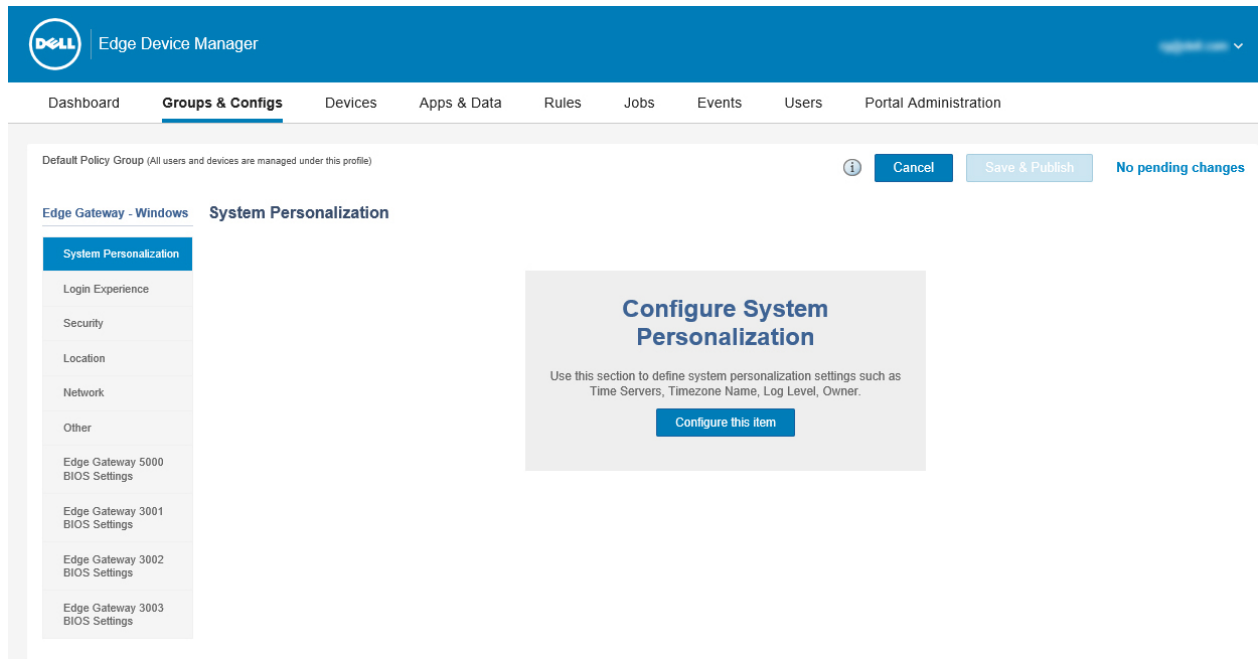 DELL
Edge Device Manager
Dashboard Groups & Configs Devices Apps & Data Rules Jobs Events Users Portal Administration
Default Policy Group (All users and devices are managed under this profile)
i Cancel Save & Publish No pending changes
Edge Gateway - Windows
System Personalization
Login Experience
Security
Location
Network
Other
Edge Gateway 5000
BIOS Settings
Edge Gateway 3001
BIOS Settings
Edge Gateway 3002
BIOS Settings
Edge Gateway 3003
BIOS Settings
System Personalization
Configure System
Personalization
Use this section to define system personalization settings such as
Time Servers, Timezone Name, Log Level, Owner.
Configure this item